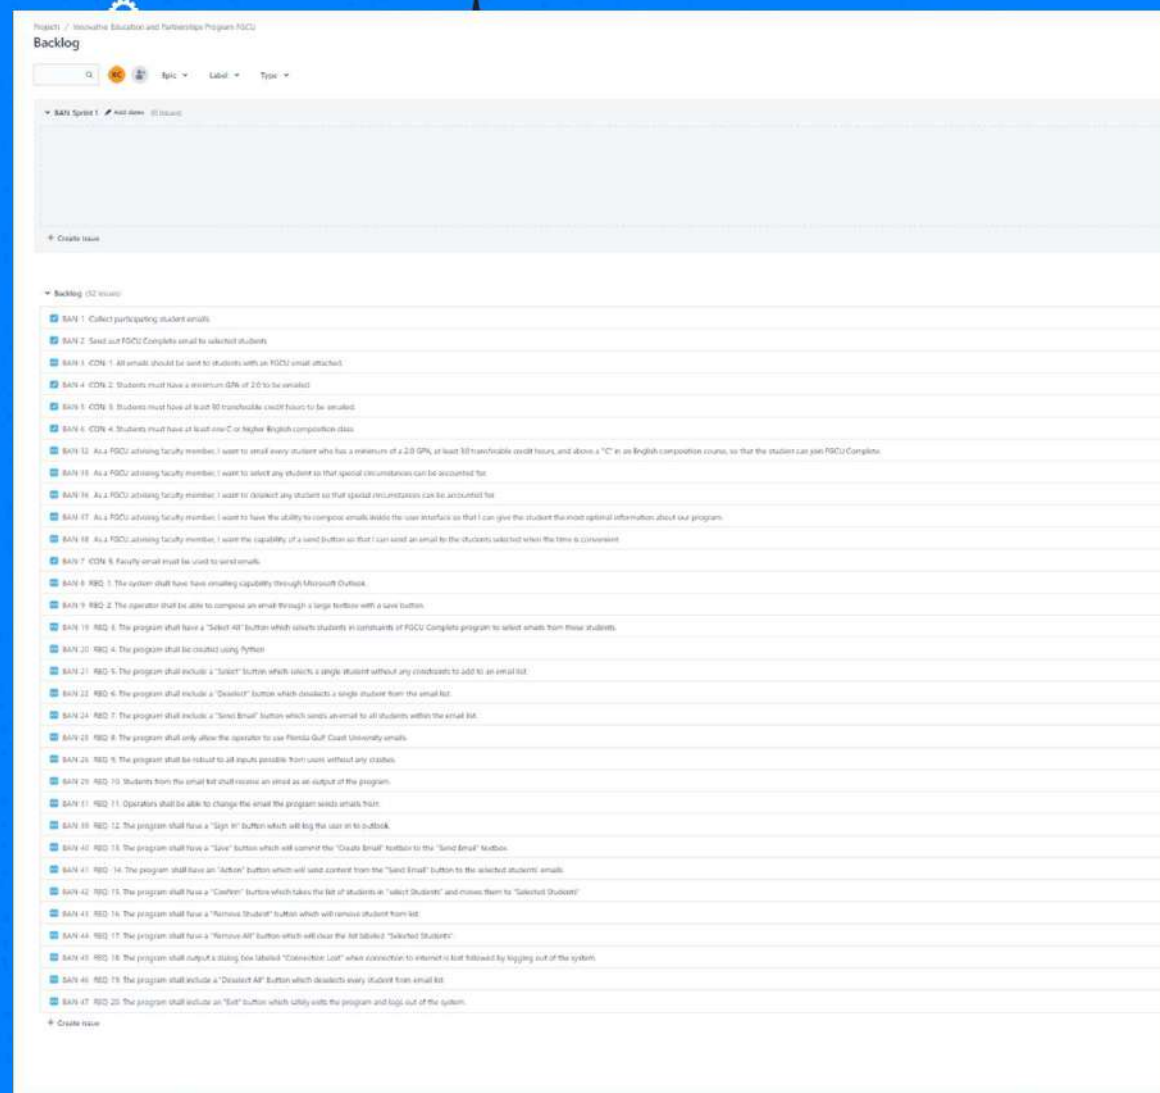 Projects / Innovative Education and Partnerships Program FGCU
Backlog
BC
Epic
Label
Type
BAN Sprint 1 Add dates (0 issues)
+ Create issue
Backlog (32 issues)
BAN-1 Collect participating student emails
BAN-2 Send out FGCU Complete email to selected students
BAN-3 CON: 1. All emails should be sent to students with an FGCU email attached.
BAN-4 CON: 2. Students must have a minimum GPA of 2.0 to be emailed
BAN-5 CON: 3. Students must have at least 30 transferable credit hours to be emailed.
BAN-6 CON: 4. Students must have at least one C or higher English composition class
BAN-12 As a FGCU advising faculty member, I want to email every student who has a minimum of a 2.0 GPA, at least 30 transferable credit hours, and above a "C" in an English composition course, so that the student can join FGCU Complete.
BAN-15 As a FGCU advising faculty member, I want to select any student so that special circumstances can be accounted for.
BAN-16 As a FGCU advising faculty member, I want to deselect any student so that special circumstances can be accounted for
BAN-17 As a FGCU advising faculty member, I want to have the ability to compose emails inside the user interface so that I can give the student the most optimal information about our program.
BAN-18 As a FGCU advising faculty member, I want the capability of a send button so that I can send an email to the students selected when the time is convenient
BAN-7 CON: 5. Faculty email must be used to send emails.
BAN-8 REQ: 1. The system shall have have emailing capability through Microsoft Outlook.
BAN-9 REQ: 2. The operator shall be able to compose an email through a large textbox with a save button.
BAN-19 REQ: 3. The program shall have a "Select All" button which selects students in constraints of FGCU Complete program to select emails from those students.
BAN-20 REQ: 4. The program shall be created using Python
BAN-21 REQ: 5. The program shall include a "Select" button which selects a single student without any constraints to add to an email list.
BAN-22 REQ: 6. The program shall include a "Deselect" button which deselects a single student from the email list.
BAN-24 REQ: 7. The program shall include a "Send Email" button which sends an email to all students within the email list.
BAN-25 REQ: 8. The program shall only allow the operator to use Florida Gulf Coast University emails.
BAN-26 REQ: 9. The program shall be robust to all inputs possible from users without any crashes.
BAN-29 REQ: 10. Students from the email list shall receive an email as an output of the program.
BAN-31 REQ: 11. Operators shall be able to change the email the program sends emails from
BAN-39 REQ: 12. The program shall have a "Sign In" button which will log the user in to outlook.
BAN-40 REQ: 13. The program shall have a "Save" button which will commit the "Create Email" textbox to the "Send Email" textbox.
BAN-41 REQ: 14. The program shall have an "Action" button which will send content from the "Send Email" button to the selected students' emails.
BAN-42 REQ: 15. The program shall have a "Confirm" button which takes the list of students in "select Students" and moves them to "Selected Students"
BAN-43 REQ: 16. The program shall have a "Remove Student" button which will remove student from list.
BAN-44 REQ: 17. The program shall have a "Remove All" button which will clear the list labeled "Selected Students".
BAN-45 REQ: 18. The program shall output a dialog box labeled "Connection Lost" when connection to internet is lost followed by logging out of the system.
BAN-46 REQ: 19. The program shall include a "Deselect All" Button which deselects every student from email list.
BAN-47 REQ: 20. The program shall include an "Exit" button which safely exits the program and logs out of the system.
+ Create issue